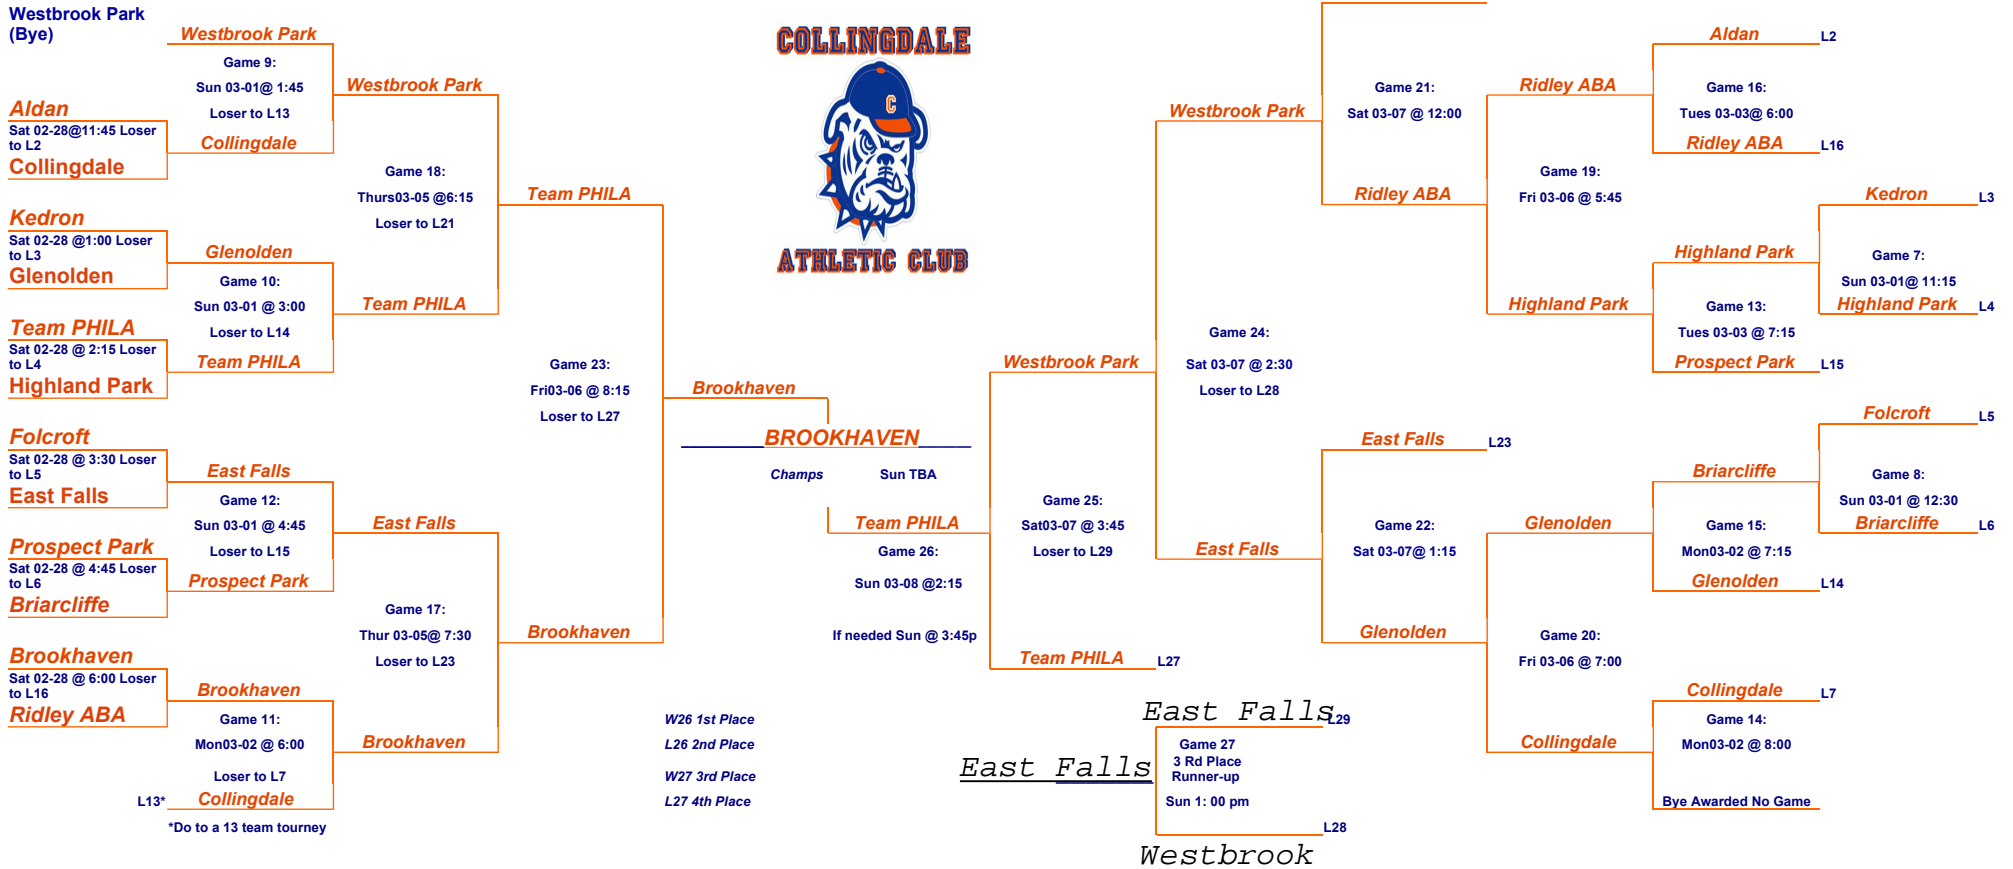 Westbrook Park
(Bye)
Westbrook Park
Game 9:
Sun 03-01@ 1:45
Loser to L13
Aldan
Sat 02-28@11:45 Loser
to L2
Collingdale
Collingdale
Kedron
Sat 02-28 @1:00 Loser
to L3
Glenolden
Glenolden
Game 10:
Sun 03-01 @ 3:00
Loser to L14
Team PHILA
Sat 02-28 @ 2:15 Loser
to L4
Highland Park
Team PHILA
Folcroft
Sat 02-28 @ 3:30 Loser
to L5
East Falls
East Falls
Game 12:
Sun 03-01 @ 4:45
Loser to L15
Prospect Park
Sat 02-28 @ 4:45 Loser
to L6
Briarcliffe
Prospect Park
Brookhaven
Sat 02-28 @ 6:00 Loser
to L16
Ridley ABA
Brookhaven
Game 11:
Mon03-02 @ 6:00
Loser to L7
L13*
Collingdale
*Do to a 13 team tourney
Westbrook Park
Game 18:
Thurs03-05 @6:15
Loser to L21
Team PHILA
East Falls
Game 17:
Thur 03-05@ 7:30
Loser to L23
Brookhaven
Team PHILA
Game 23:
Fri03-06 @ 8:15
Loser to L27
Brookhaven
COLLINGDALE
C
ATHLETIC CLUB
Brookhaven
BROOKHAVEN
Champs
Sun TBA
Team PHILA
Game 26:
Sun 03-08 @2:15
If needed Sun @ 3:45p
W26 1st Place
L26 2nd Place
W27 3rd Place
L27 4th Place
Westbrook Park
Game 25:
Sat03-07 @ 3:45
Loser to L29
Team PHILA
L27
East Falls
L29
East Falls
Game 27
3 Rd Place
Runner-up
Sun 1: 00 pm
L28
Westbrook
Westbrook Park
Game 24:
Sat 03-07 @ 2:30
Loser to L28
East Falls
Game 21:
Sat 03-07 @ 12:00
Ridley ABA
East Falls
L23
Game 22:
Sat 03-07@ 1:15
Glenolden
Ridley ABA
Game 19:
Fri 03-06 @ 5:45
Highland Park
Glenolden
Game 20:
Fri 03-06 @ 7:00
Collingdale
Aldan
L2
Game 16:
Tues 03-03@ 6:00
Ridley ABA
L16
Highland Park
Game 13:
Tues 03-03 @ 7:15
Prospect Park
L15
Briarcliffe
Game 15:
Mon03-02 @ 7:15
Glenolden
L14
Collingdale
L7
Game 14:
Mon03-02 @ 8:00
Bye Awarded No Game
Kedron
L3
Game 7:
Sun 03-01@ 11:15
Highland Park
L4
Folcroft
L5
Game 8:
Sun 03-01 @ 12:30
Briarcliffe
L6